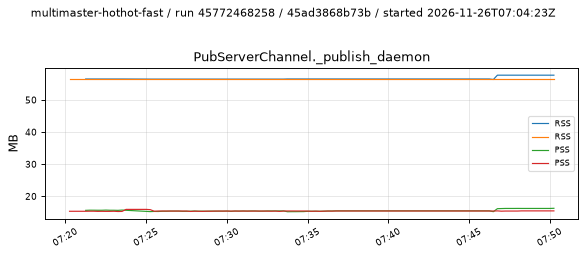 multimaster-hothot-fast / run 45772468258 / 45ad3868b73b / started 2026-11-26T07:04:23Z
PubServerChannel._publish_daemon
MB
50
40
30
20
RSS
RSS
PSS
PSS
07:20
07:25
07:30
07:35
07:40
07:45
07:50